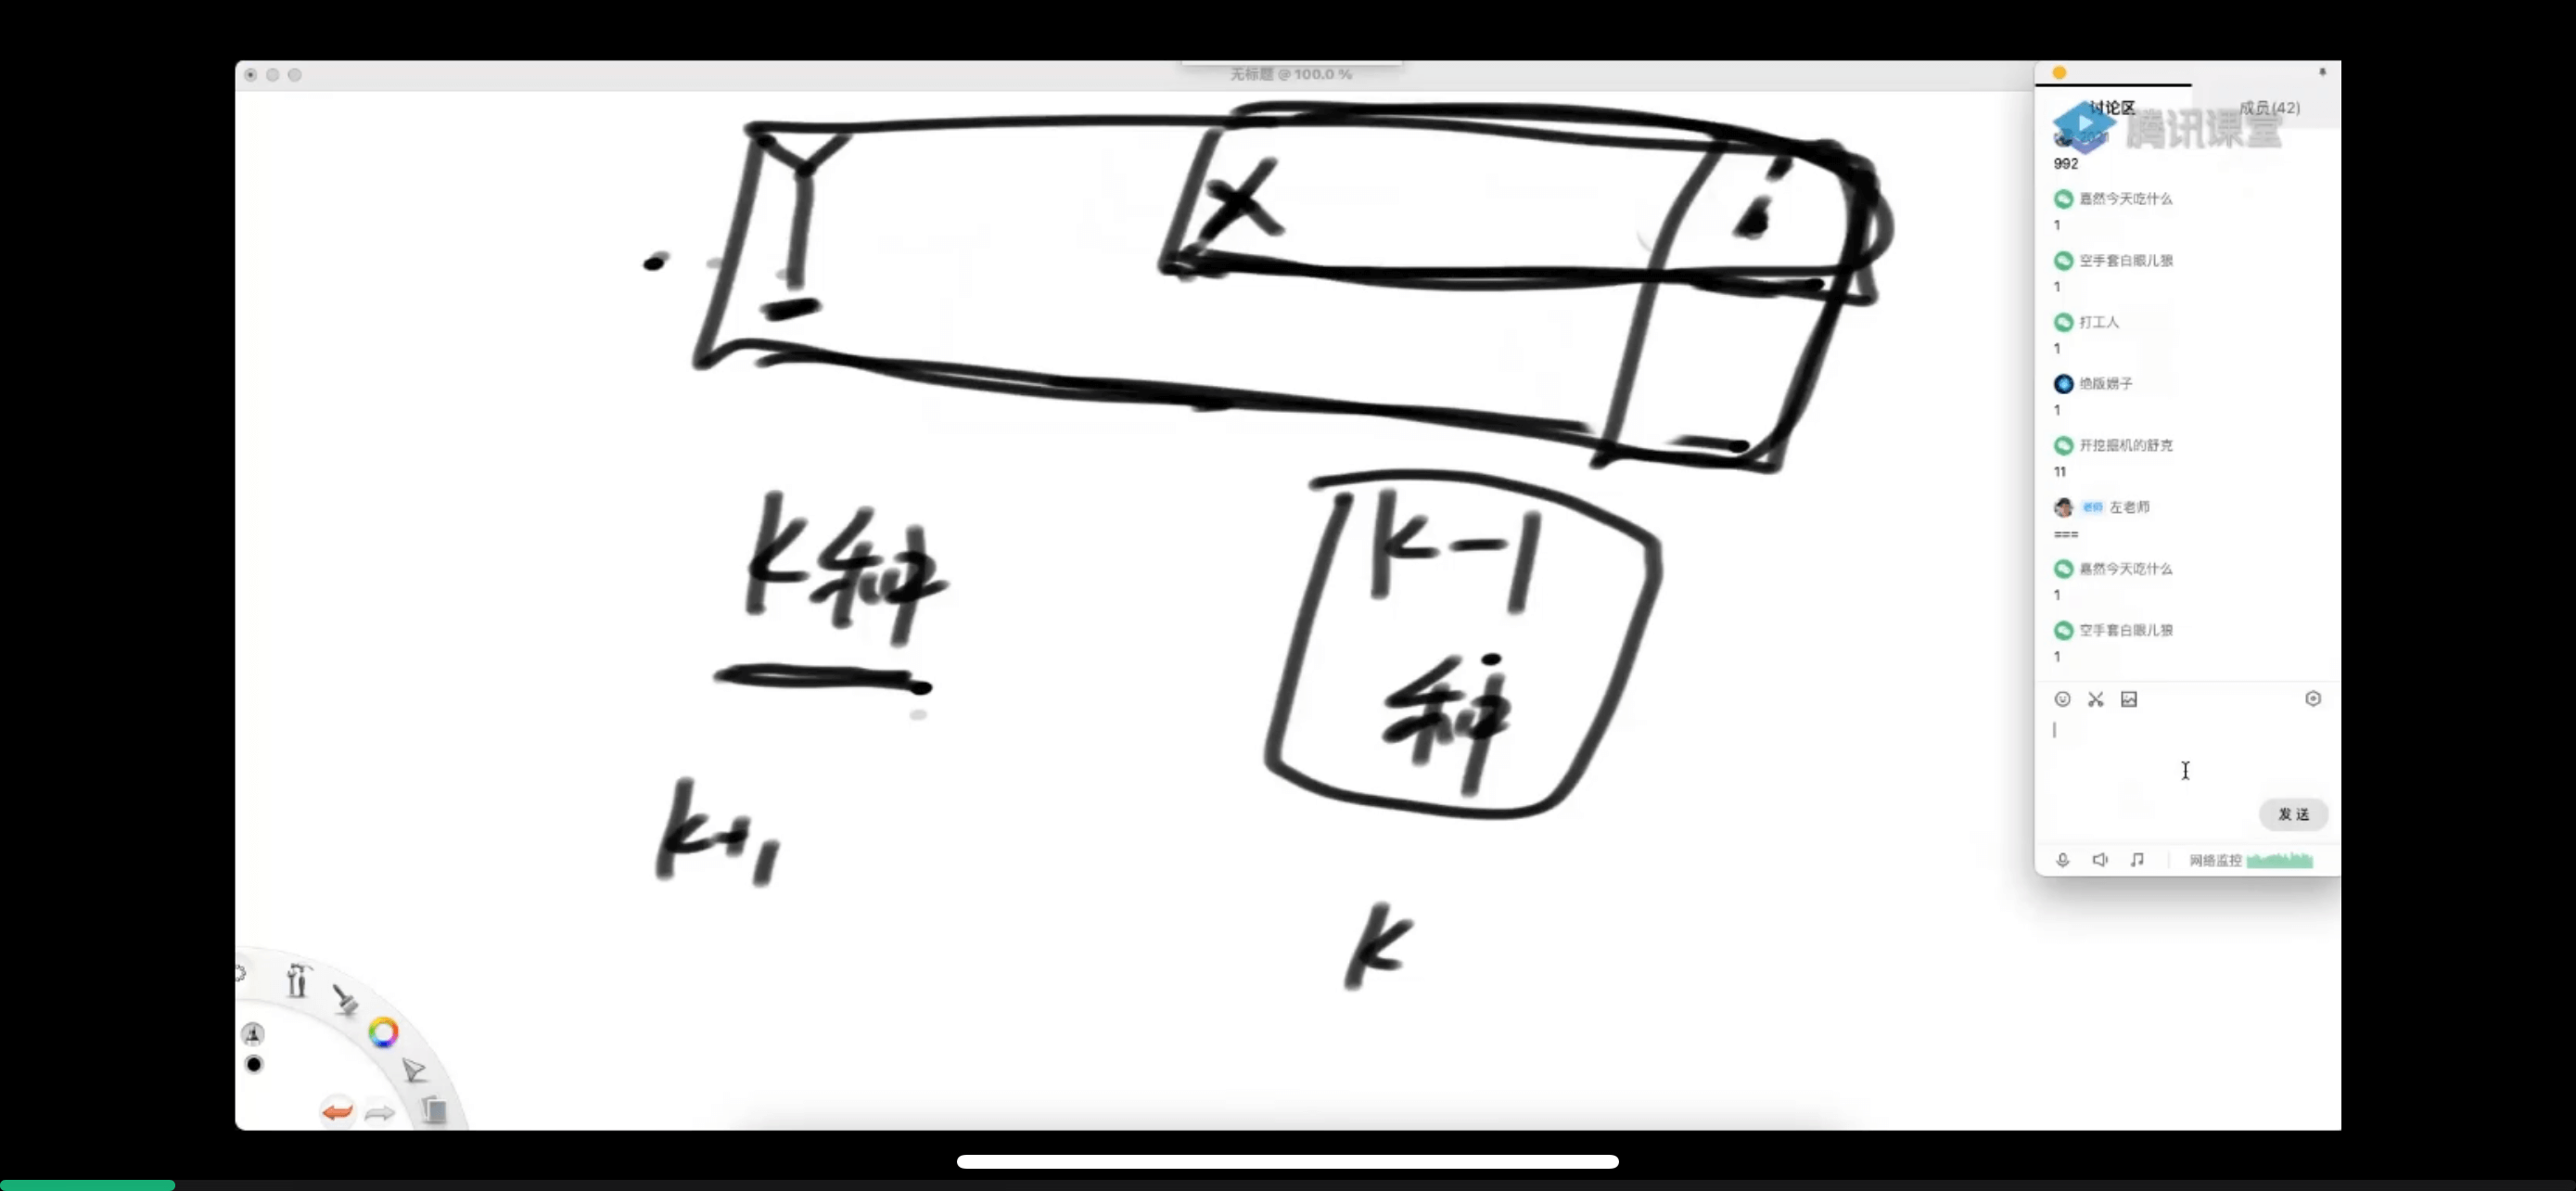 无标题 @ 100.0 %
讨论区
成员(42)
腾讯课堂
992
嘉然今天吃什么
1
空手套白眼儿狼
1
打工人
1
绝版娚子
1
开挖掘机的舒克
11
老师 左老师
===
嘉然今天吃什么
1
空手套白眼儿狼
1
发送
网络监控
Y
X
i
k种
k-1
种
k+1
k